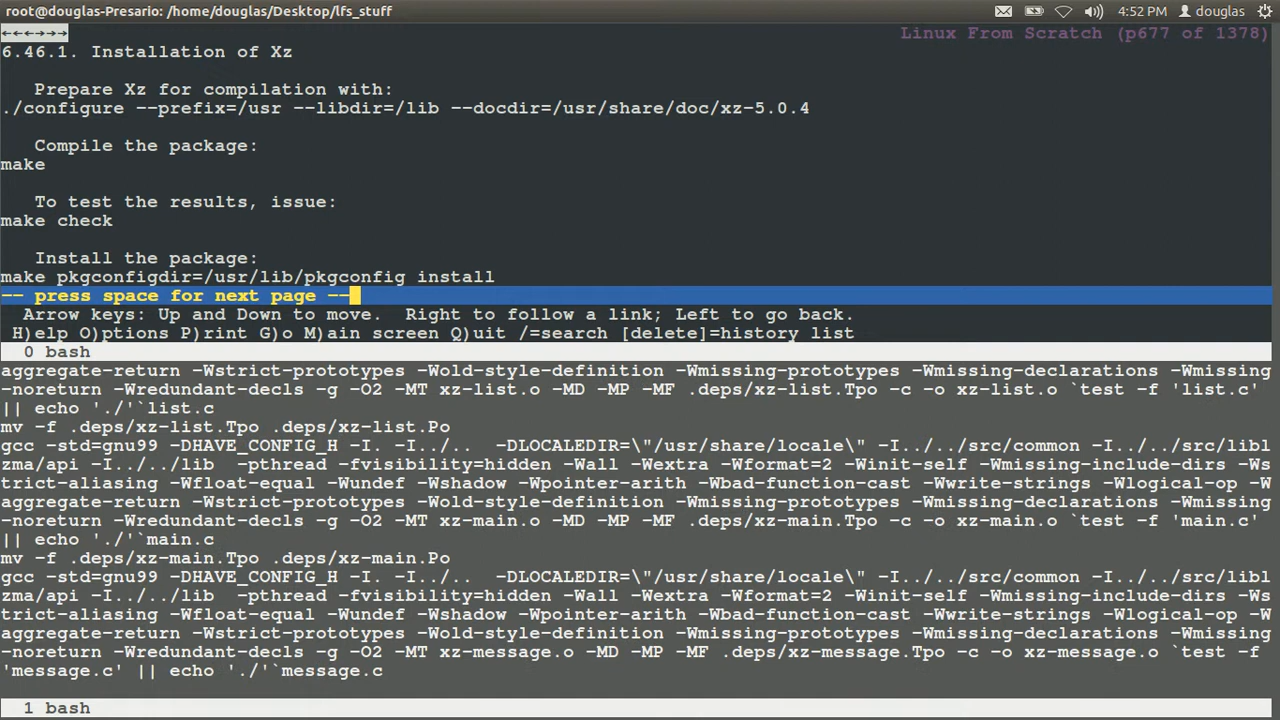 root@douglas-Presario: /home/douglas/Desktop/lfs_stuff 4:52 PM douglas
←←←→→→ Linux From Scratch (p677 of 1378)
6.46.1. Installation of Xz
Prepare Xz for compilation with:
./configure --prefix=/usr --libdir=/lib --docdir=/usr/share/doc/xz-5.0.4
Compile the package:
make
To test the results, issue:
make check
Install the package:
make pkgconfigdir=/usr/lib/pkgconfig install
-- press space for next page --
Arrow keys: Up and Down to move.  Right to follow a link; Left to go back.
H)elp O)ptions P)rint G)o M)ain screen Q)uit /=search [delete]=history list
0 bash
aggregate-return -Wstrict-prototypes -Wold-style-definition -Wmissing-prototypes -Wmissing-declarations -Wmissing
-noreturn -Wredundant-decls -g -O2 -MT xz-list.o -MD -MP -MF .deps/xz-list.Tpo -c -o xz-list.o `test -f 'list.c'
|| echo './'`list.c
mv -f .deps/xz-list.Tpo .deps/xz-list.Po
gcc -std=gnu99 -DHAVE_CONFIG_H -I. -I../..  -DLOCALEDIR=\"/usr/share/locale\" -I../../src/common -I../../src/libl
zma/api -I../../lib  -pthread -fvisibility=hidden -Wall -Wextra -Wformat=2 -Winit-self -Wmissing-include-dirs -Ws
trict-aliasing -Wfloat-equal -Wundef -Wshadow -Wpointer-arith -Wbad-function-cast -Wwrite-strings -Wlogical-op -W
aggregate-return -Wstrict-prototypes -Wold-style-definition -Wmissing-prototypes -Wmissing-declarations -Wmissing
-noreturn -Wredundant-decls -g -O2 -MT xz-main.o -MD -MP -MF .deps/xz-main.Tpo -c -o xz-main.o `test -f 'main.c'
|| echo './'`main.c
mv -f .deps/xz-main.Tpo .deps/xz-main.Po
gcc -std=gnu99 -DHAVE_CONFIG_H -I. -I../..  -DLOCALEDIR=\"/usr/share/locale\" -I../../src/common -I../../src/libl
zma/api -I../../lib  -pthread -fvisibility=hidden -Wall -Wextra -Wformat=2 -Winit-self -Wmissing-include-dirs -Ws
trict-aliasing -Wfloat-equal -Wundef -Wshadow -Wpointer-arith -Wbad-function-cast -Wwrite-strings -Wlogical-op -W
aggregate-return -Wstrict-prototypes -Wold-style-definition -Wmissing-prototypes -Wmissing-declarations -Wmissing
-noreturn -Wredundant-decls -g -O2 -MT xz-message.o -MD -MP -MF .deps/xz-message.Tpo -c -o xz-message.o `test -f
'message.c' || echo './'`message.c
1 bash